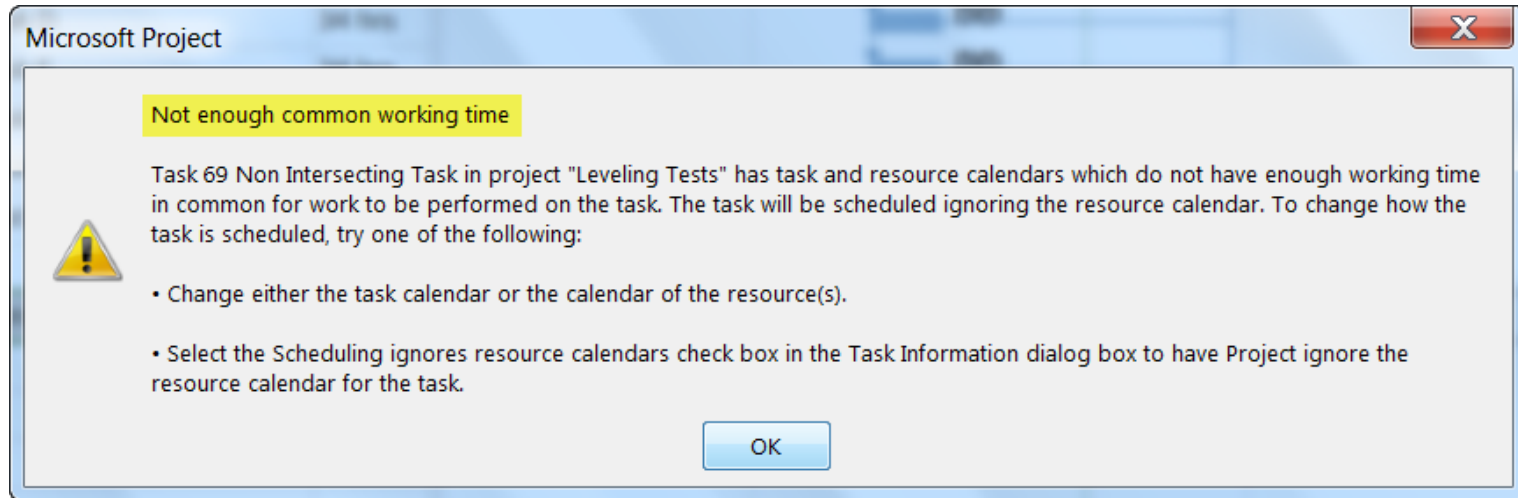 Microsoft Project
Not enough common working time
Task 69 Non Intersecting Task in project "Leveling Tests" has task and resource calendars which do not have enough working time
in common for work to be performed on the task. The task will be scheduled ignoring the resource calendar. To change how the
task is scheduled, try one of the following:
• Change either the task calendar or the calendar of the resource(s).
• Select the Scheduling ignores resource calendars check box in the Task Information dialog box to have Project ignore the
resource calendar for the task.
OK